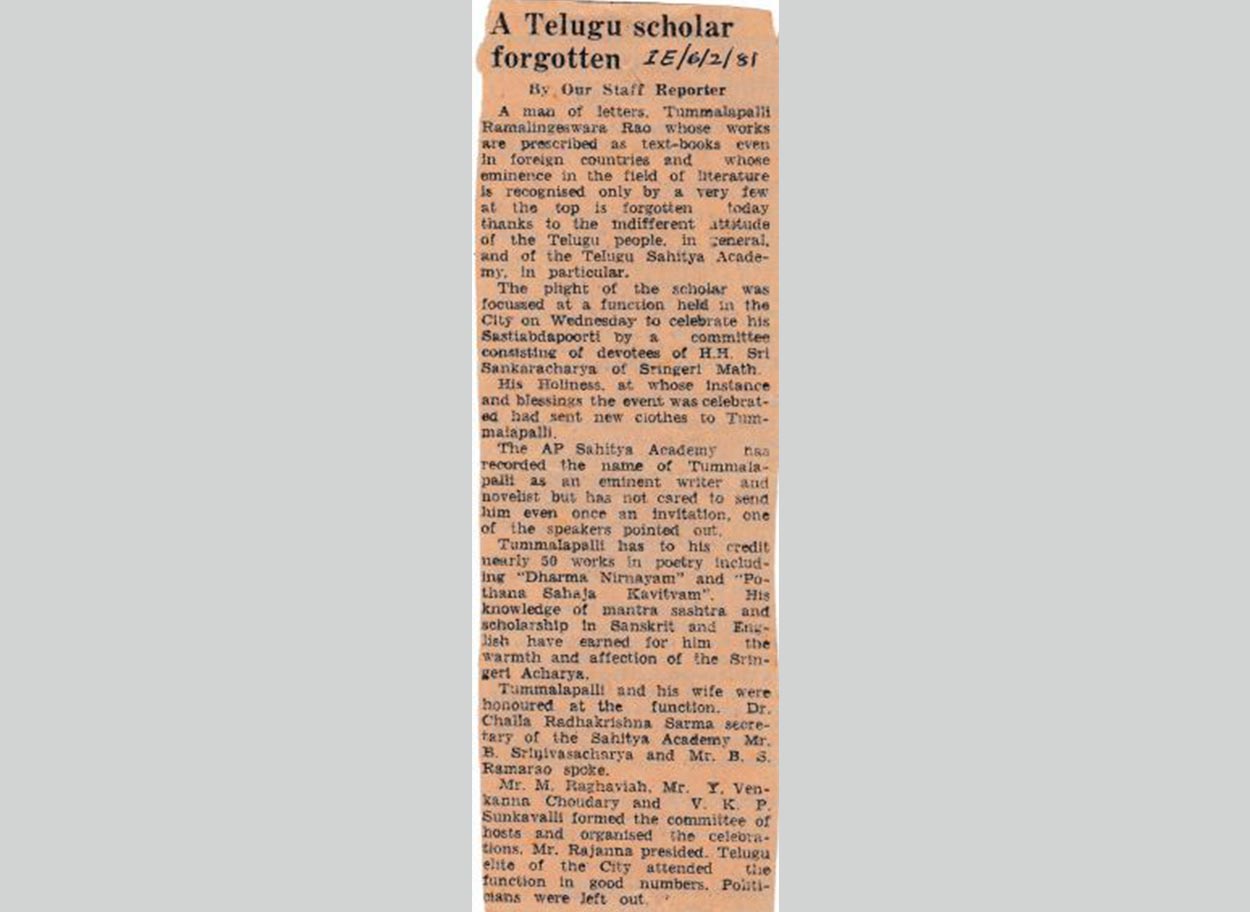 A Telugu scholar
forgotten IE/6/2/81
By Our Staff Reporter
A man of letters, Tummalapalli
Ramalingeswara Rao whose works
are prescribed as text-books even
in foreign countries and whose
eminence in the field of literature
is recognised only by a very few
at the top is forgotten today
thanks to the indifferent attitude
of the Telugu people, in general,
and of the Telugu Sahitya Acade-
my, in particular.
The plight of the scholar was
focussed at a function held in the
City on Wednesday to celebrate his
Sastiabdapoorti by a committee
consisting of devotees of H.H. Sri
Sankaracharya of Sringeri Math.
His Holiness, at whose instance
and blessings the event was celebrat-
ed had sent new clothes to Tum-
malapalli.
The AP Sahitya Academy has
recorded the name of Tummala-
palli as an eminent writer and
novelist but has not cared to send
him even once an invitation, one
of the speakers pointed out.
Tummalapalli has to his credit
nearly 50 works in poetry includ-
ing "Dharma Nirnayam" and "Po-
thana Sahaja Kavitvam". His
knowledge of mantra sashtra and
scholarship in Sanskrit and Eng-
lish have earned for him the
warmth and affection of the Srin-
geri Acharya.
Tummalapalli and his wife were
honoured at the function. Dr.
Challa Radhakrishna Sarma secre-
tary of the Sahitya Academy Mr.
B. Srinivasacharya and Mr. B. S.
Ramarao spoke.
Mr. M. Raghaviah, Mr. Y. Ven-
kanna Choudary and V. K. P.
Sunkavalli formed the committee of
hosts and organised the celebra-
tions. Mr. Rajanna presided. Telugu
elite of the City attended the
function in good numbers. Politi-
cians were left out.